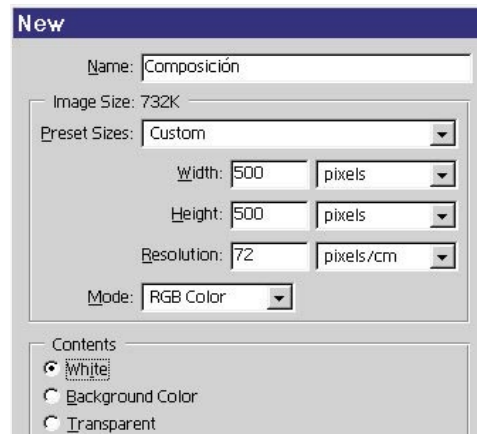 New
Name: Composición
Image Size: 732K
Preset Sizes: Custom
Width: 500 pixels
Height: 500 pixels
Resolution: 72 pixels/cm
Mode: RGB Color
Contents
White
Background Color
Transparent